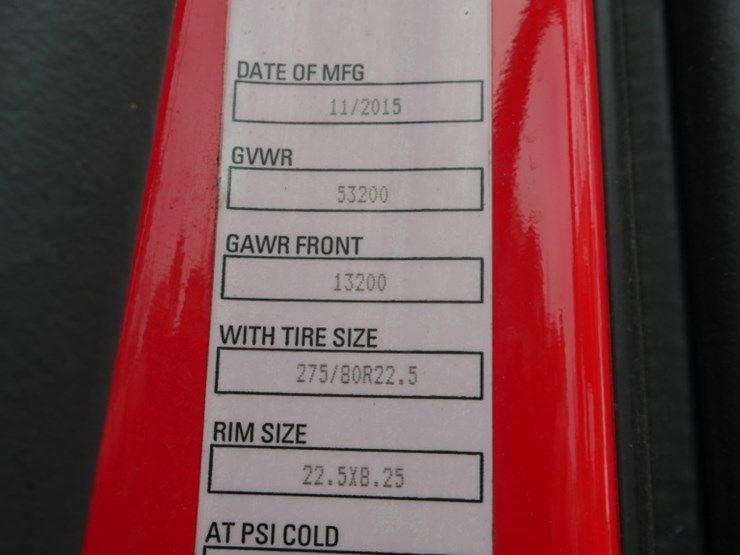 DATE OF MFG
11/2015
GVWR
53200
GAWR FRONT
13200
WITH TIRE SIZE
275/80R22.5
RIM SIZE
22.5X8.25
AT PSI COLD